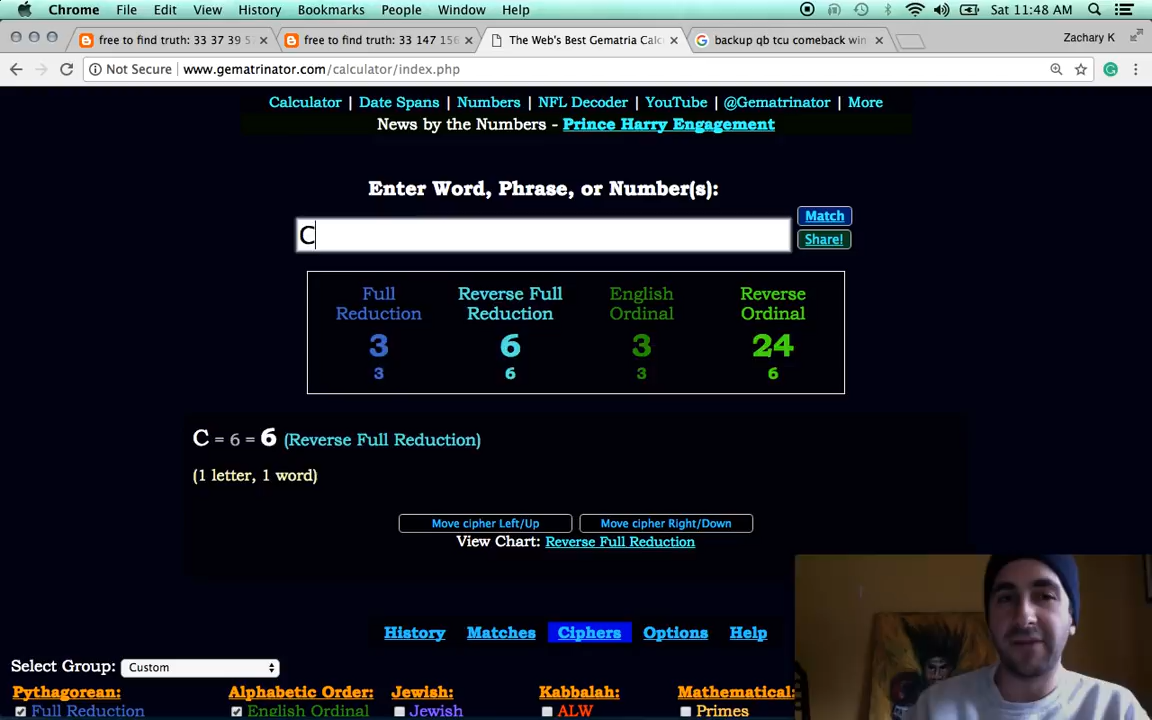 Chrome File Edit View History Bookmarks People Window Help Sat 11:48 AM
free to find truth: 33 37 39 5 free to find truth: 33 147 156 The Web's Best Gematria Calc backup qb tcu comeback win Zachary K
Not Secure www.gematrinator.com/calculator/index.php
Calculator | Date Spans | Numbers | NFL Decoder | YouTube | @Gematrinator | More
News by the Numbers - Prince Harry Engagement
Enter Word, Phrase, or Number(s):
Match
C
Share!
Full Reverse Full English Reverse
Reduction Reduction Ordinal Ordinal
3 6 3 24
3 6 3 6
C = 6 = 6 (Reverse Full Reduction)
(1 letter, 1 word)
Move cipher Left/Up Move cipher Right/Down
View Chart: Reverse Full Reduction
History Matches Ciphers Options Help
Select Group: Custom
Pythagorean: Alphabetic Order: Jewish: Kabbalah: Mathematical:
Full Reduction English Ordinal Jewish ALW Primes